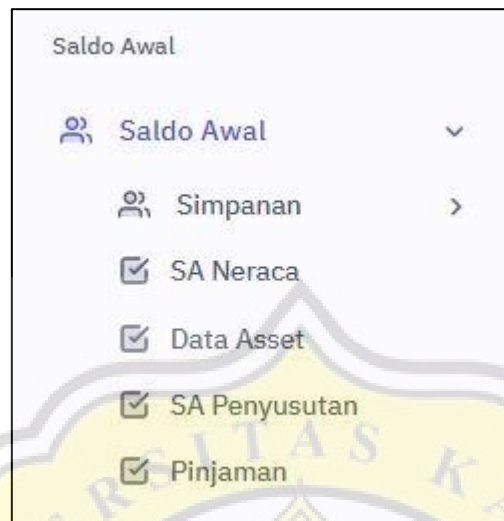 Saldo Awal
Saldo Awal
Simpanan
SA Neraca
Data Asset
SA Penyusutan
Pinjaman